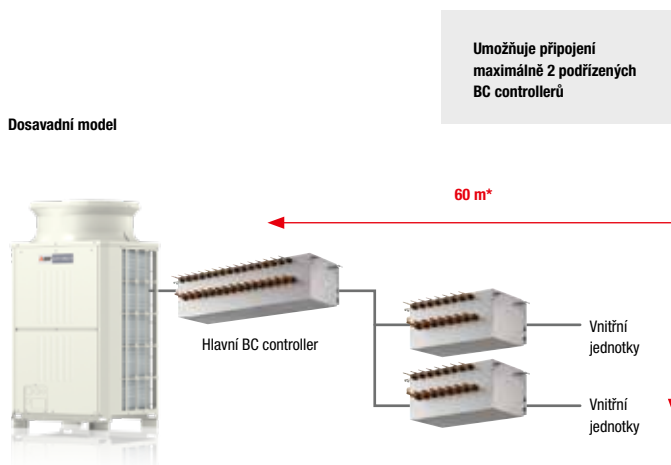 Umožňuje připojení
maximálně 2 podřízených
BC controllerů
Dosavadní model
60 m*
Hlavní BC controller
Vnitřní
jednotky
Vnitřní
jednotky